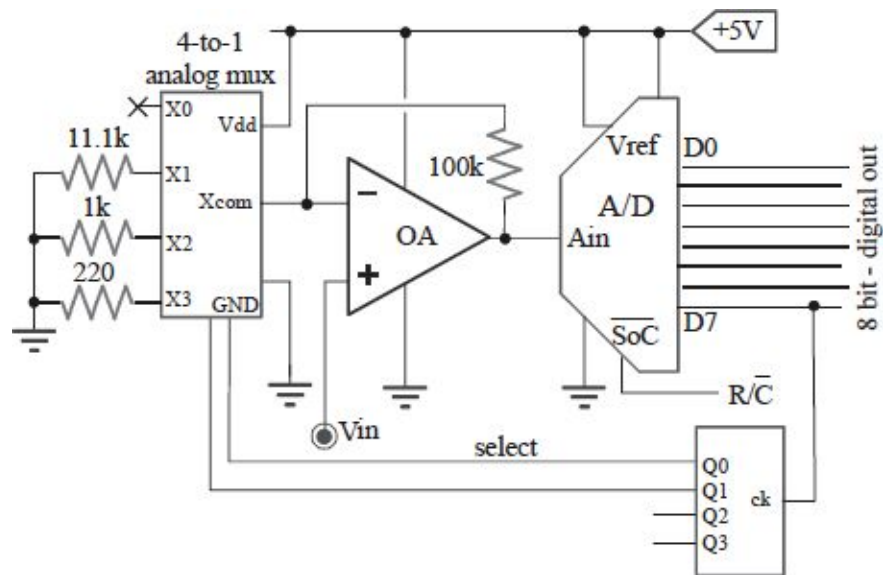 4-to-1
analog mux
+5V
X0
Vdd
11.1k
X1
Xcom
1k
X2
220
X3
GND
100k
OA
Vin
Vref
A/D
Ain
S̅o̅C̅
D0
D7
8 bit - digital out
R/C̅
select
Q0
Q1
Q2
Q3
ck